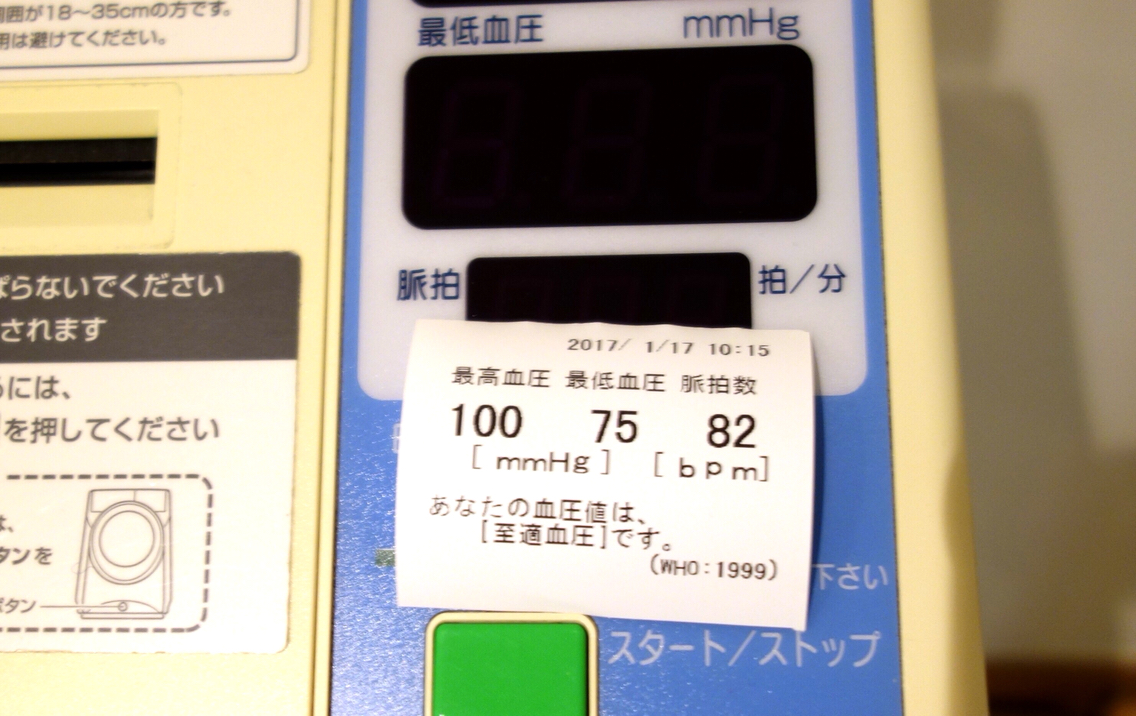 囲が18～35cmの方です。
用は避けてください。
最低血圧 mmHg
ぱらないでください
されます
には、
を押してください
は、
タンを
ボタン
脈拍 拍／分
2017/ 1/17 10:15
最高血圧 最低血圧 脈拍数
100 75 82
[ mmHg ] [ bpm]
あなたの血圧値は、
[至適血圧]です。
(WHO:1999)
下さい
スタート／ストップ